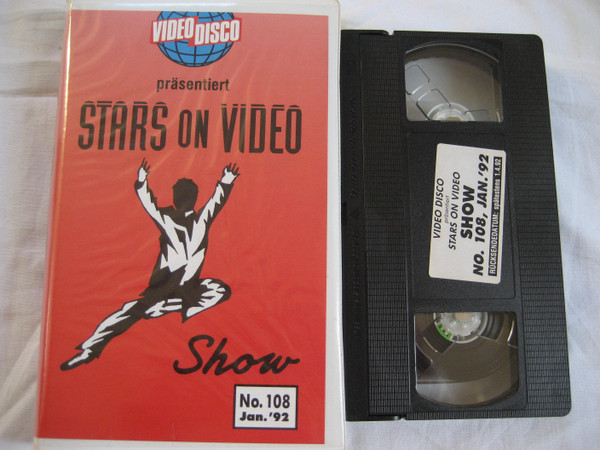 VIDEO DISCO
präsentiert
STARS ON VIDEO
Show
No. 108
Jan. '92
VIDEO DISCO
präsentiert
STARS ON VIDEO
SHOW
NO. 108, JAN.'92
RÜCKSENDEDATUM: spätestens 1.4.92